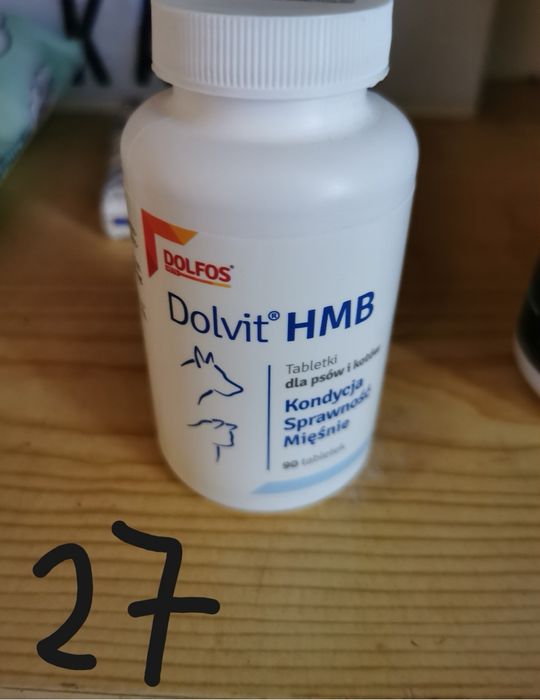 DOLFOS®
Dolvit® HMB
Tabletki
dla psów i kotów
Kondycja
Sprawność
Mięśnie
90 tabletek
27